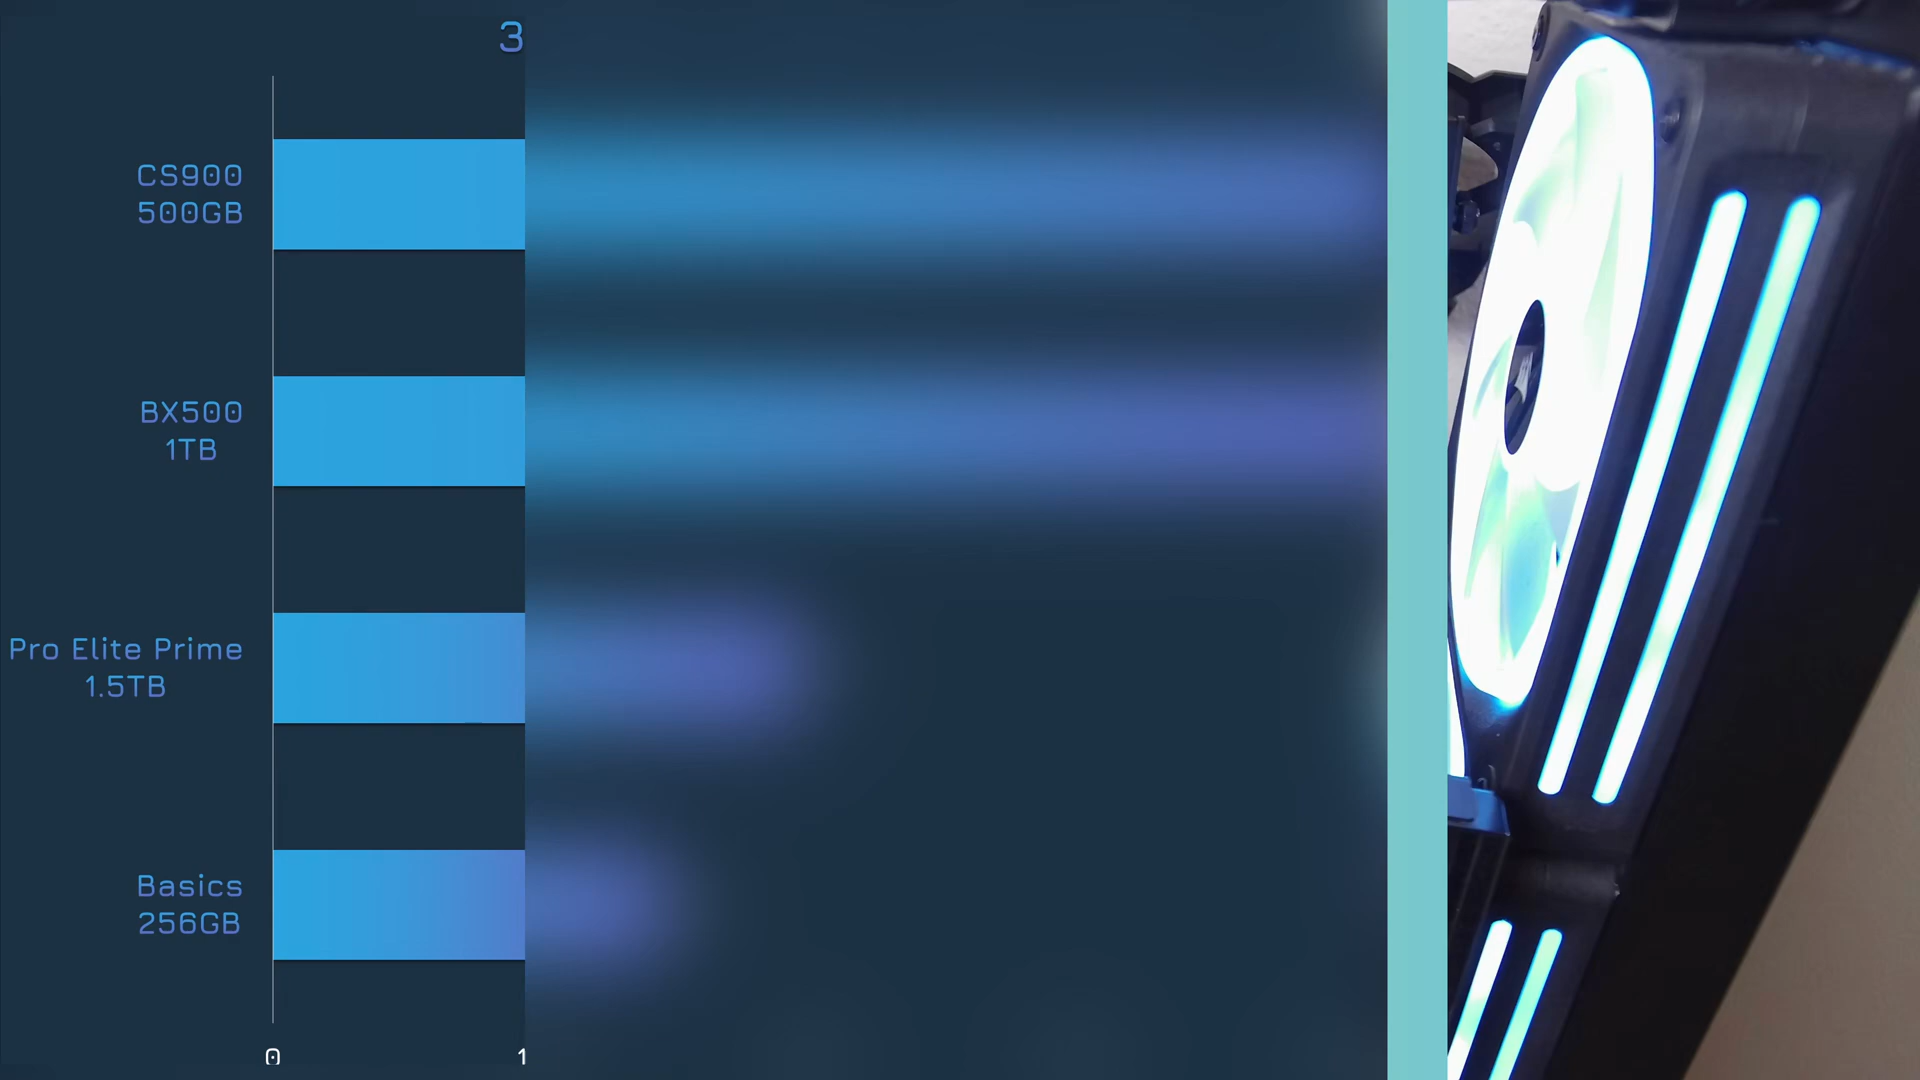 3
CS900
500GB
BX500
1TB
Pro Elite Prime
1.5TB
Basics
256GB
0 1